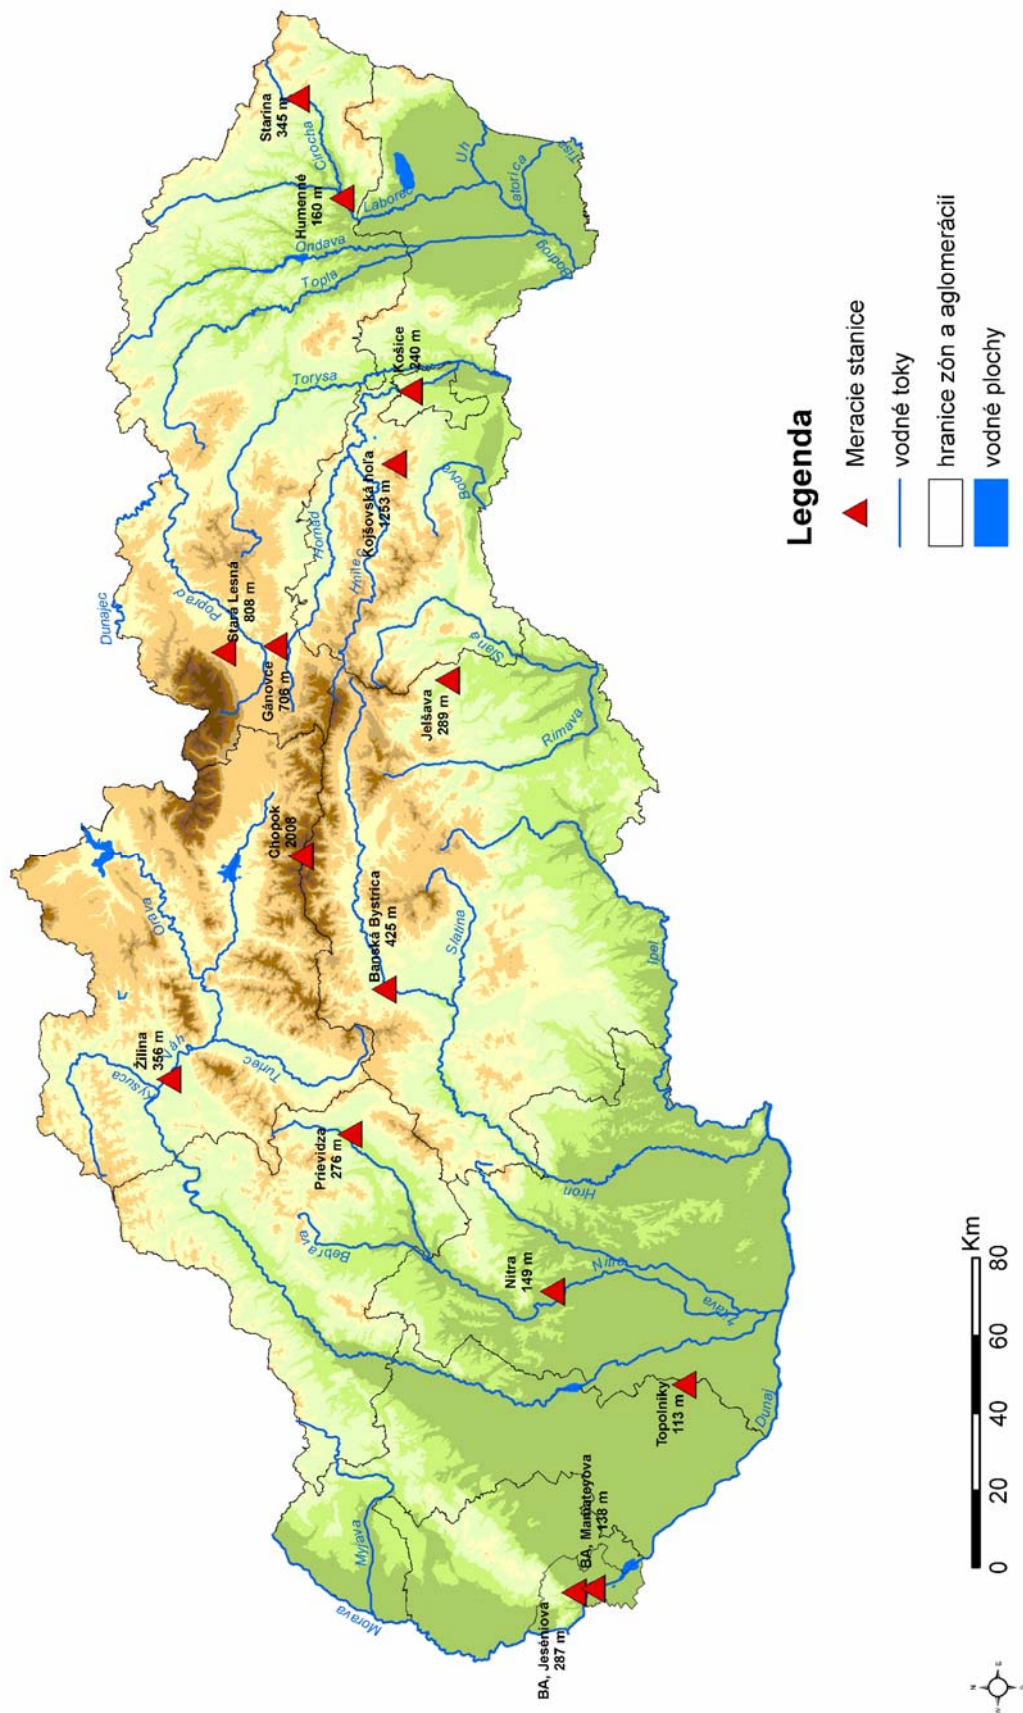 Starina
345 m
Cirocha
Humenné
160 m
Laborec
Uh
Ondava
Topľa
Bodrog
Košice
240 m
Torysa
Kojšovská hoľa
1253 m
Bodva
Hornád
Hnilec
Dunajec
Poprad
Stará Lesná
808 m
Gánovce
706 m
Slaná
Jelšava
289 m
Rimava
Chopok
2008
Orava
Banská Bystrica
425 m
Slatina
Ipeľ
Žilina
356 m
Váh
Kysuca
Turiec
Prievidza
276 m
Hron
Bebrava
Nitra
149 m
Nitra
Žitava
Topoľníky
113 m
Dunaj
BA, Mamateyova
138 m
BA, Jeséniova
287 m
Myjava
Morava
Legenda
Meracie stanice
vodné toky
hranice zón a aglomerácií
vodné plochy
0 20 40 60 80
Km
N
E
S